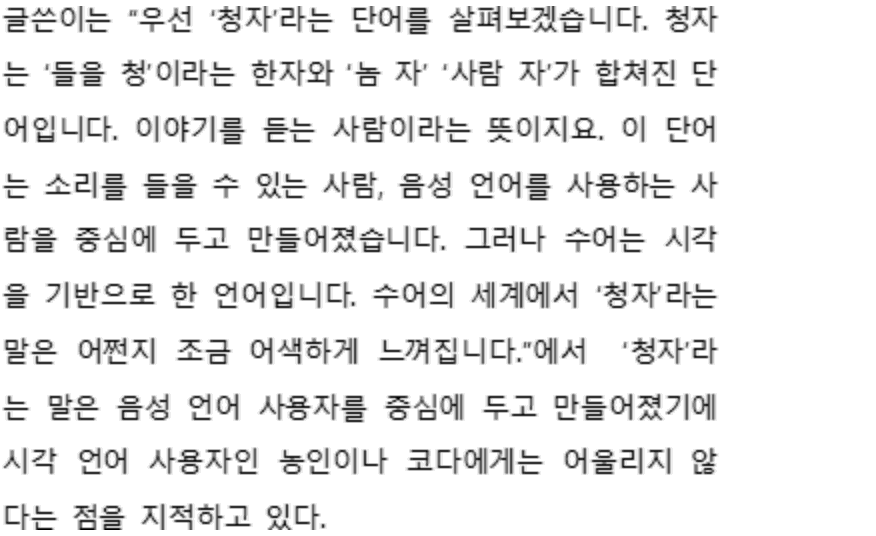 글쓴이는 “우선 ‘청자’라는 단어를 살펴보겠습니다. 청자
는 ‘들을 청’이라는 한자와 ‘놈 자’ ‘사람 자’가 합쳐진 단
어입니다. 이야기를 듣는 사람이라는 뜻이지요. 이 단어
는 소리를 들을 수 있는 사람, 음성 언어를 사용하는 사
람을 중심에 두고 만들어졌습니다. 그러나 수어는 시각
을 기반으로 한 언어입니다. 수어의 세계에서 ‘청자’라는
말은 어쩐지 조금 어색하게 느껴집니다.”에서 ‘청자’라
는 말은 음성 언어 사용자를 중심에 두고 만들어졌기에
시각 언어 사용자인 농인이나 코다에게는 어울리지 않
다는 점을 지적하고 있다.